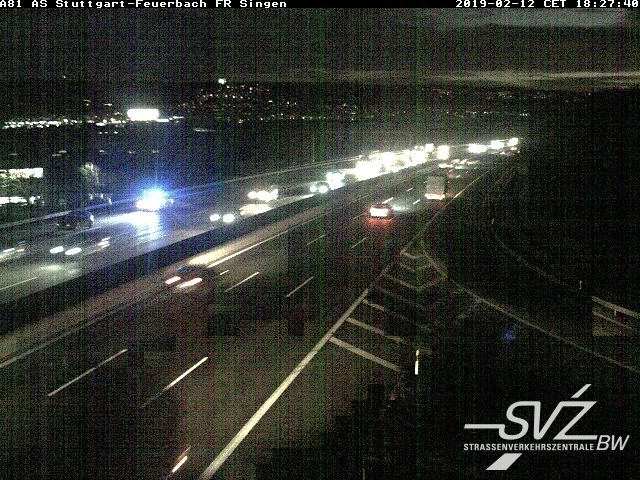 A81 AS Stuttgart-Feuerbach FR Singen
2019-02-12 CET 18:27:40
SVZ BW
STRASSENVERKEHRSZENTRALE